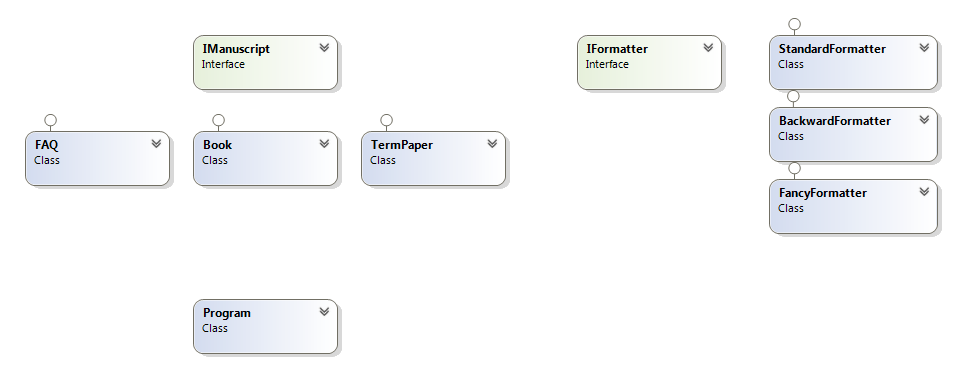 IManuscript
Interface
IFormatter
Interface
StandardFormatter
Class
BackwardFormatter
Class
FAQ
Class
Book
Class
TermPaper
Class
FancyFormatter
Class
Program
Class